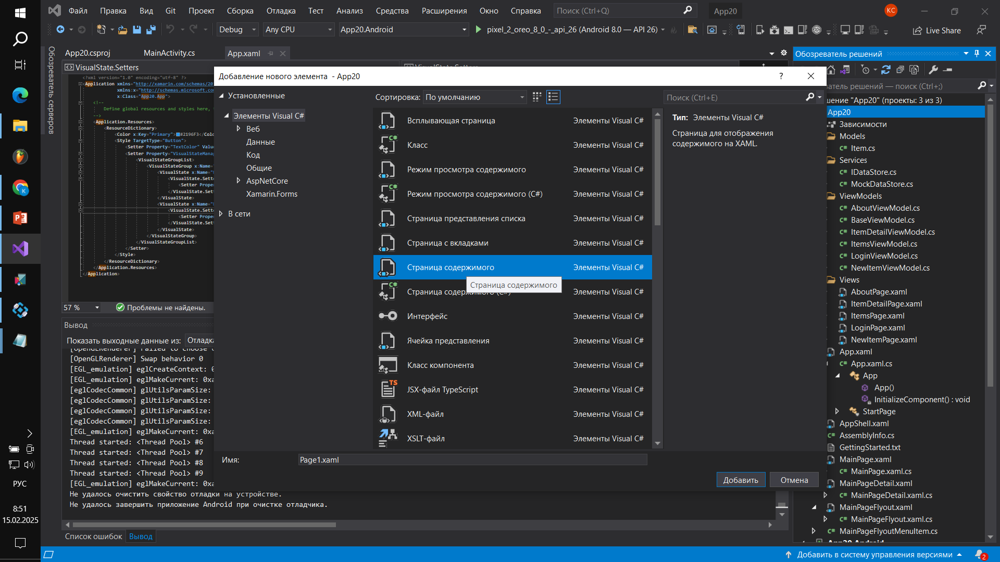 Файл Правка Вид Git Проект Сборка Отладка Тест Анализ Средства Расширения Окно Справка Поиск (Ctrl+Q) App20 КС
Debug Any CPU App20.Android pixel_2_oreo_8_0_-_api_26 (Android 8.0 — API 26) Live Share
Обозреватель серверов
App20.csproj MainActivity.cs App.xaml
VisualState.Setters
<?xml version="1.0" encoding="utf-8" ?>
<Application xmlns="http://xamarin.com/schemas/20
xmlns:x="http://schemas.microsoft.com
x:Class="App20.App">
<!--
Define global resources and styles here,
-->
<Application.Resources>
<ResourceDictionary>
<Color x:Key="Primary">#2196F3</Colo
<Style TargetType="Button">
<Setter Property="TextColor" Valu
<Setter Property="VisualStateMana
<VisualStateGroupList>
<VisualStateGroup x:Name="
<VisualState x:Name="
<VisualState.Sett
<Setter Prope
</VisualState.Set
</VisualState>
<VisualState x:Name="
<VisualState.Sett
<Setter Prope
</VisualState.Set
</VisualState>
</VisualStateGroup>
</VisualStateGroupList>
</Setter>
</Style>
</ResourceDictionary>
</Application.Resources>
</Application>
57 % Проблемы не найдены.
Вывод
Показать выходные данные из: Отладка
[OpenGLRenderer] Failed to choose
[OpenGLRenderer] Swap behavior 0
[EGL_emulation] eglCreateContext: 0
[EGL_emulation] eglMakeCurrent: 0xa
[eglCodecCommon] glUtilsParamSize:
[eglCodecCommon] glUtilsParamSize:
[eglCodecCommon] glUtilsParamSize:
[eglCodecCommon] glUtilsParamSize:
[EGL_emulation] eglMakeCurrent: 0xa
Thread started: <Thread Pool> #6
Thread started: <Thread Pool> #7
Thread started: <Thread Pool> #8
Thread started: <Thread Pool> #9
[EGL_emulation] eglMakeCurrent: 0xa
Не удалось очистить свойство отладки на устройстве.
Не удалось завершить приложение Android при очистке отладчика.
Список ошибок Вывод
Добавление нового элемента - App20 ?
Установленные
Элементы Visual C#
Веб
Данные
Код
Общие
AspNetCore
Xamarin.Forms
В сети
Сортировка: По умолчанию
Поиск (Ctrl+E)
Всплывающая страница Элементы Visual C#
Класс Элементы Visual C#
Режим просмотра содержимого Элементы Visual C#
Режим просмотра содержимого (C#) Элементы Visual C#
Страница представления списка Элементы Visual C#
Страница с вкладками Элементы Visual C#
Страница содержимого Элементы Visual C#
Страница содержимого
Страница содержимого (C#) Элементы Visual C#
Интерфейс Элементы Visual C#
Ячейка представления Элементы Visual C#
Класс компонента Элементы Visual C#
JSX-файл TypeScript Элементы Visual C#
XML-файл Элементы Visual C#
XSLT-файл Элементы Visual C#
Тип: Элементы Visual C#
Страница для отображения
содержимого на XAML.
Имя: Page1.xaml
Добавить Отмена
Обозреватель решений
атель решений — поиск (Ctrl+;)
шение "App20" (проекты: 3 из 3)
App20
Зависимости
Models
Item.cs
Services
IDataStore.cs
MockDataStore.cs
ViewModels
AboutViewModel.cs
BaseViewModel.cs
ItemDetailViewModel.cs
ItemsViewModel.cs
LoginViewModel.cs
NewItemViewModel.cs
Views
AboutPage.xaml
ItemDetailPage.xaml
ItemsPage.xaml
LoginPage.xaml
NewItemPage.xaml
App.xaml
App.xaml.cs
App
App()
InitializeComponent() : void
StartPage
AppShell.xaml
AssemblyInfo.cs
GettingStarted.txt
MainPage.xaml
MainPage.xaml.cs
MainPageDetail.xaml
MainPageDetail.xaml.cs
MainPageFlyout.xaml
MainPageFlyout.xaml.cs
MainPageFlyoutMenuItem.cs
App20.Android
РУС
8:51
15.02.2025
Добавить в систему управления версиями 2